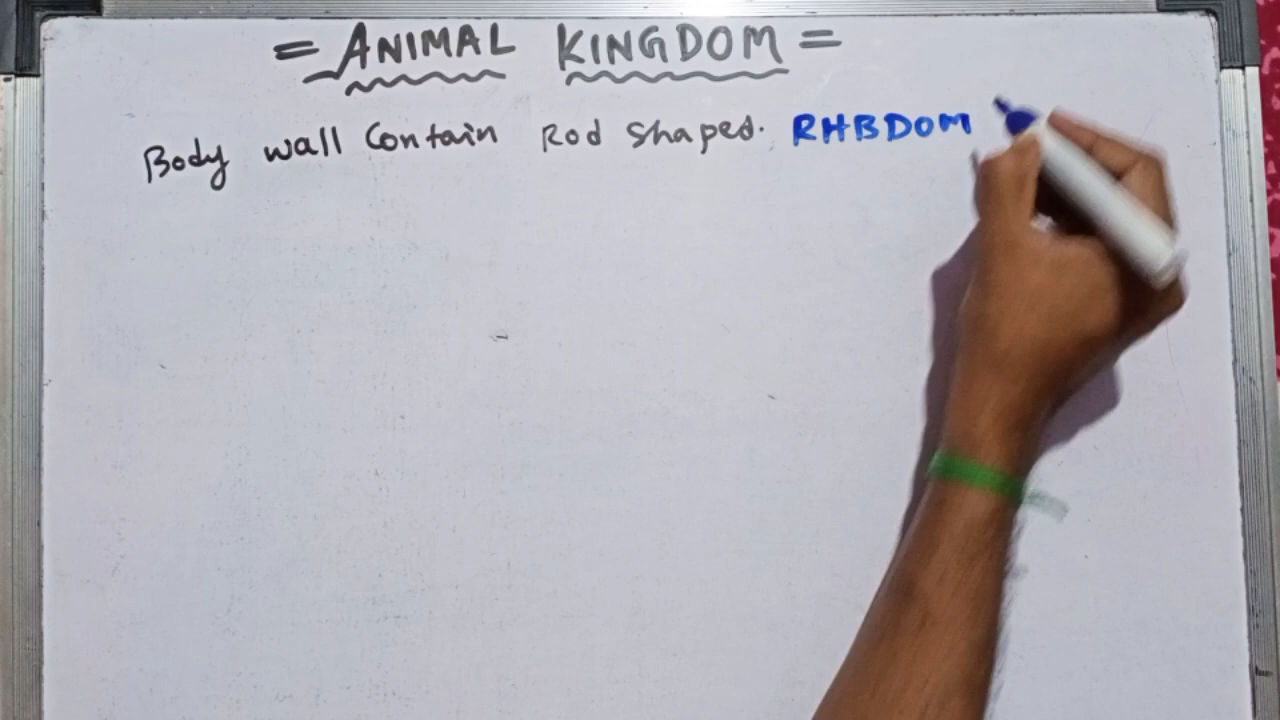 = ANIMAL KINGDOM =
Body wall Contain Rod shaped. RHBDOM